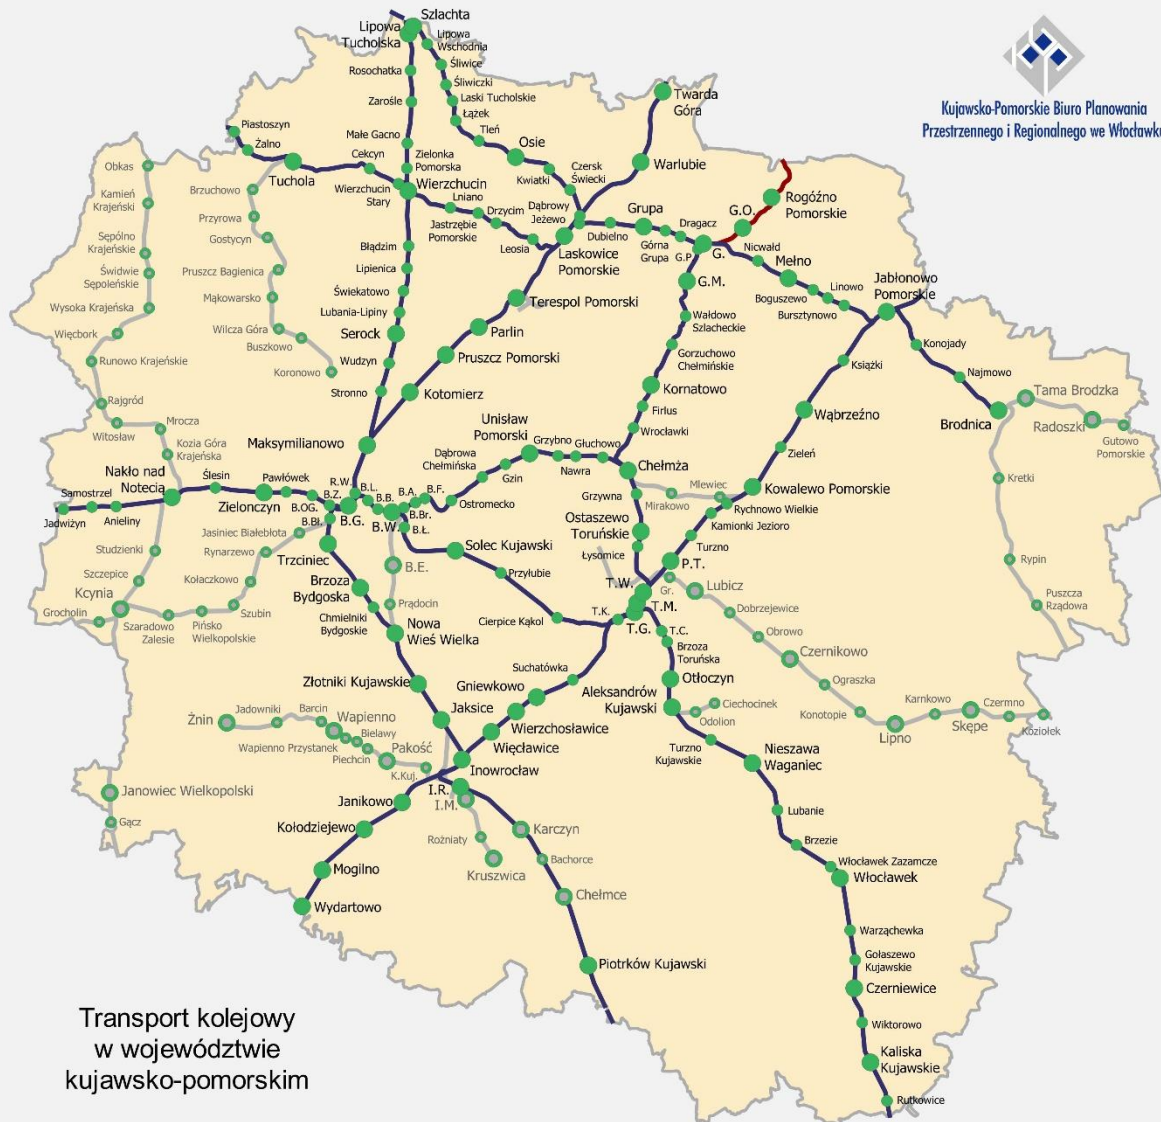 Szlachta
Lipowa
Tucholska
Lipowa
Wschodnia
Rosochatka
Śliwice
Śliwiczki
Zarośle
Laski Tucholskie
Łążek
Twarda
Góra
Kujawsko-Pomorskie Biuro Planowania
Przestrzennego i Regionalnego we Włocławku
Piastoszyn
Żalno
Małe Gacno
Tleń
Osie
Obkas
Tuchola
Cekcyn
Zielonka
Pomorska
Kwiatki
Czersk
Świecki
Warlubie
Kamień
Krajeński
Brzuchowo
Wierzchucin
Stary
Wierzchucin
Lniano
Drzycim
Dąbrowy
Jeżewo
Grupa
Dragacz
G.O.
Rogóźno
Pomorskie
Przyrowa
Jastrzębie
Pomorskie
Leosia
Dubielno
Górna
Grupa
G.P.
G.
Nicwałd
Sępólno
Krajeńskie
Gostycyn
Błądzim
Laskowice
Pomorskie
Mełno
Świdwie
Sępoleńskie
Pruszcz Bagienica
Lipienica
G.M.
Boguszewo
Linowo
Jabłonowo
Pomorskie
Wysoka Krajeńska
Mąkowarsko
Świekatowo
Terespol Pomorski
Bursztynowo
Lubania-Lipiny
Wałdowo
Szlacheckie
Więcbork
Wilcza Góra
Serock
Parlin
Buszkowo
Gorzuchowo
Chełmińskie
Konojady
Runowo Krajeńskie
Koronowo
Wudzyn
Pruszcz Pomorski
Książki
Najmowo
Stronno
Kotomierz
Kornatowo
Tama Brodzka
Rajgród
Firlus
Wąbrzeźno
Brodnica
Radoszki
Gutowo
Pomorskie
Witosław
Mrocza
Maksymilianowo
Unisław
Pomorski
Wrocławki
Kozia Góra
Krajeńska
Dąbrowa
Chełmińska
Grzybno
Głuchowo
Zieleń
Nakło nad
Notecią
Ślesin
Pawłówek
R.W.
B.L.
Gzin
Nawra
Chełmża
Kretki
Samostrzel
B.Z.
B.B.
B.A.
B.F.
Mlewiec
Kowalewo Pomorskie
Jadwiżyn
Anieliny
Zielonczyn
B.OG.
B.G.
B.W.
B.Br.
Ostromecko
Grzywna
Mirakowo
Rychnowo Wielkie
B.Bł.
B.Ł.
Kamionki Jezioro
Jasiniec Białebłota
Ostaszewo
Toruńskie
Studzienki
Rynarzewo
Trzciniec
Solec Kujawski
Łysomice
Turzno
B.E.
P.T.
Rypin
Szczepice
Kołaczkowo
Brzoza
Bydgoska
Przyłubie
T.W.
Gr.
Lubicz
Kcynia
Prądocin
T.M.
Puszcza
Rządowa
Grocholin
Szaradowo
Zalesie
Pińsko
Wielkopolskie
Szubin
Chmielniki
Bydgoskie
Cierpice Kąkol
T.K.
T.G.
Dobrzejewice
Nowa
Wieś Wielka
T.C.
Obrowo
Brzoza
Toruńska
Czernikowo
Suchatówka
Otłoczyn
Złotniki Kujawskie
Gniewkowo
Aleksandrów
Kujawski
Ciechocinek
Ograszka
Karnkowo
Czermno
Żnin
Jadowniki
Barcin
Wapienno
Jaksice
Wierzchosławice
Odolion
Konotopie
Skępe
Lipno
Koziołek
Wapienno Przystanek
Bielawy
Pakość
Więcławice
Turzno
Kujawskie
Nieszawa
Waganiec
Piechcin
K.Kuj.
Inowrocław
Janowiec Wielkopolski
I.R.
I.M.
Janikowo
Lubanie
Gącz
Kołodziejewo
Rożniaty
Karczyn
Brzezie
Bachorce
Włocławek Zazamcze
Mogilno
Kruszwica
Włocławek
Chełmce
Wydartowo
Warząchewka
Gołaszewo
Kujawskie
Piotrków Kujawski
Czerniewice
Transport kolejowy
w województwie
kujawsko-pomorskim
Wiktorowo
Kaliska
Kujawskie
Rutkowice